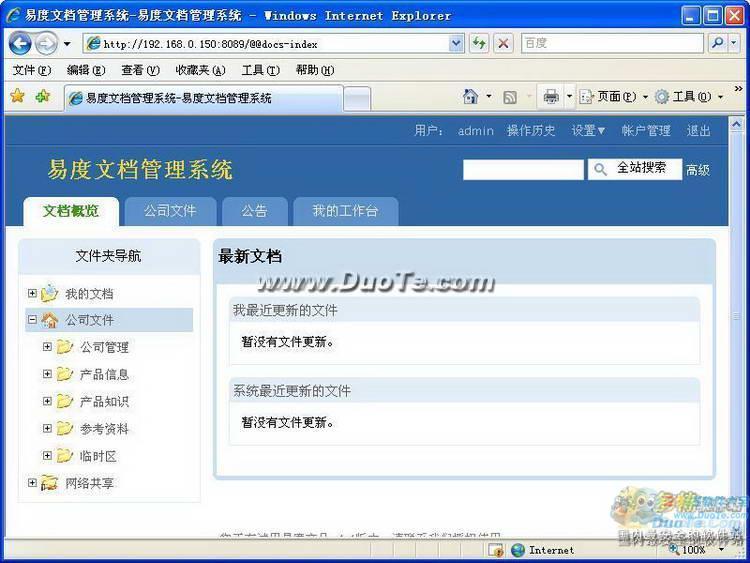 易度文档管理系统-易度文档管理系统 - Windows Internet Explorer
http://192.168.0.150:8089/@@docs-index
百度
文件(F) 编辑(E) 查看(V) 收藏夹(A) 工具(T) 帮助(H)
易度文档管理系统-易度文档管理系统
页面(P) 工具(O)
用户: admin 操作历史 设置▼ 帐户管理 退出
易度文档管理系统
全站搜索 高级
文档概览 公司文件 公告 我的工作台
文件夹导航
我的文档
公司文件
公司管理
产品信息
产品知识
参考资料
临时区
网络共享
最新文档
www.DuoTe.com
我最近更新的文件
暂没有文件更新。
系统最近更新的文件
暂没有文件更新。
www.DuoTe.com
国内最安全的软件站
Internet
100%